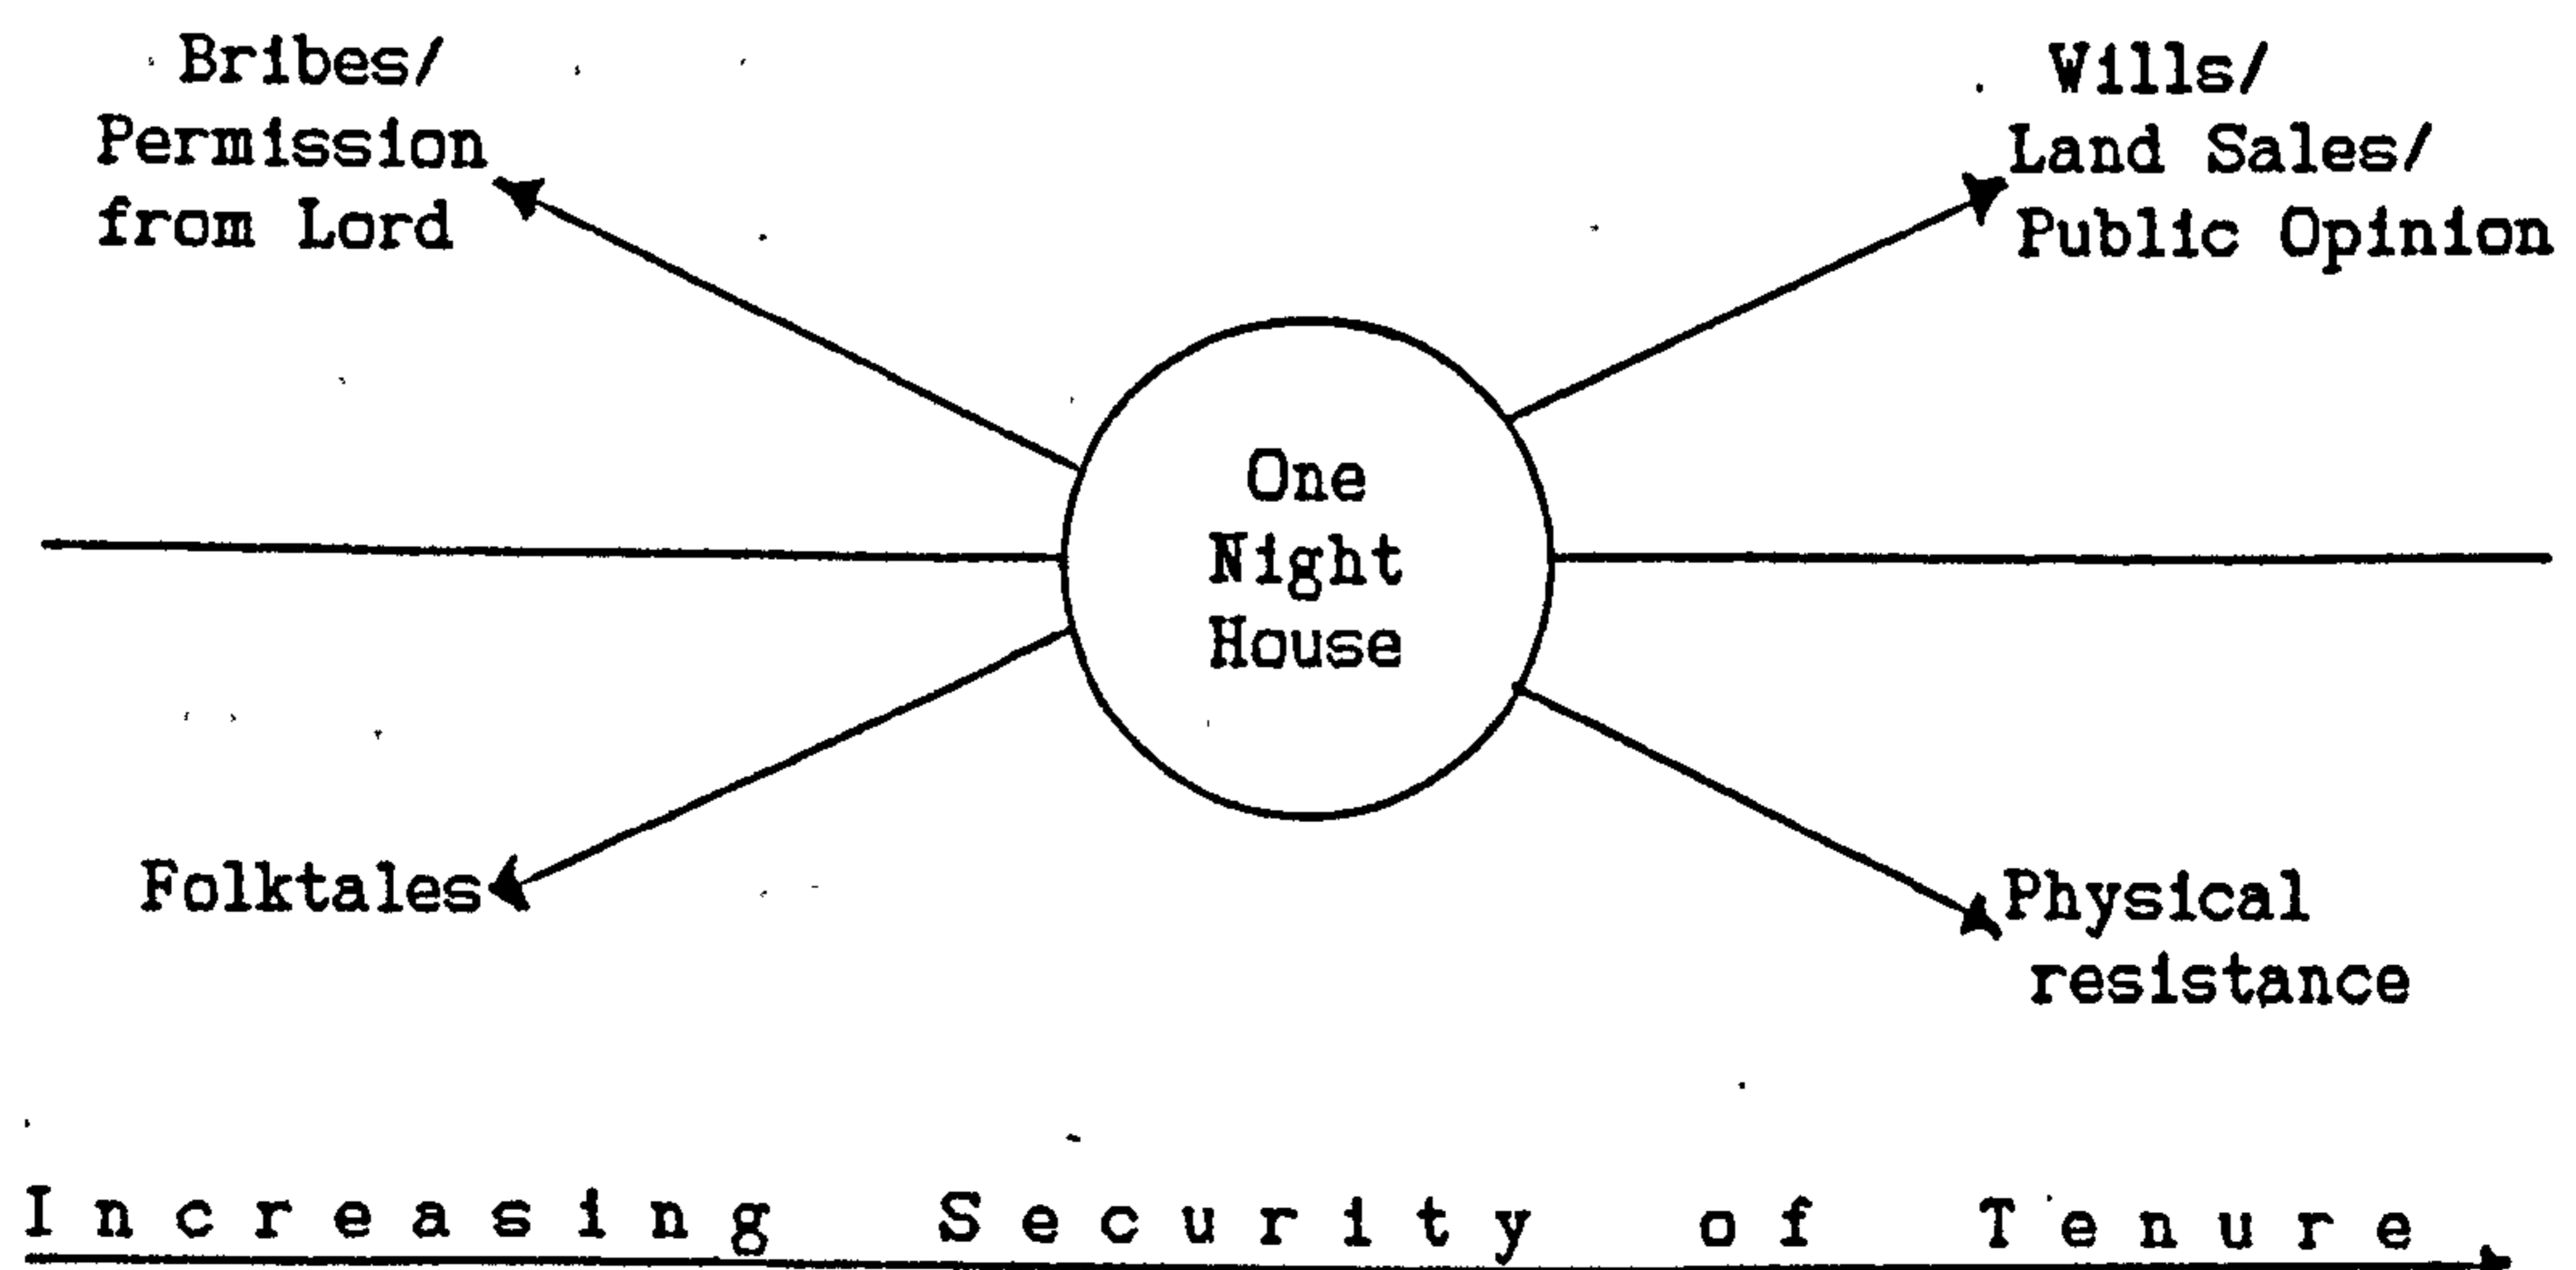 Bribes/
Permission
from Lord
Wills/
Land Sales/
Public Opinion
One
Night
House
Folktales
Physical
resistance
Increasing Security of Tenure